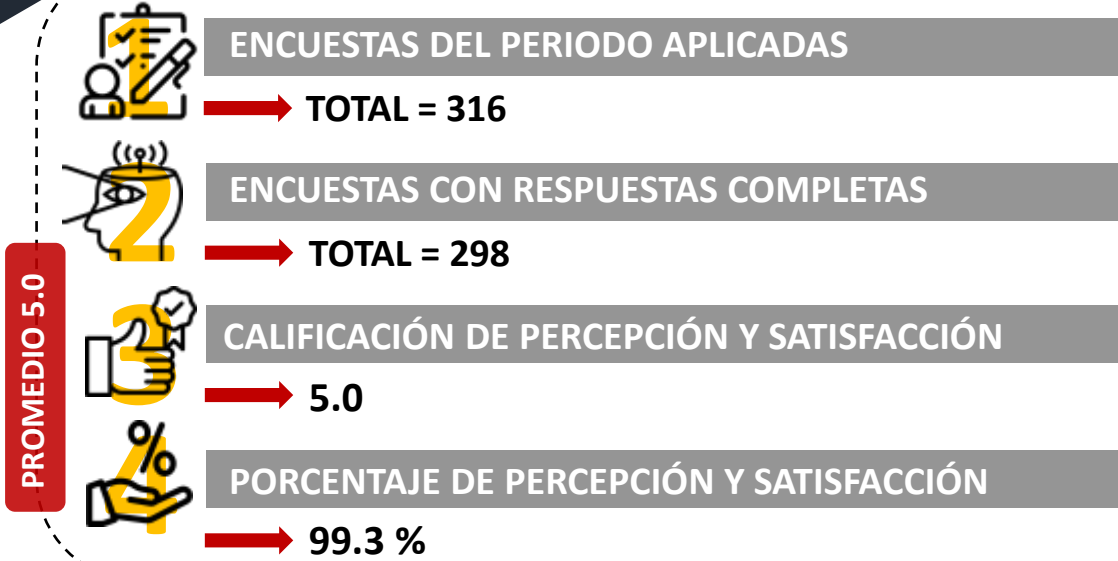 1
ENCUESTAS DEL PERIODO APLICADAS
TOTAL = 316
2
ENCUESTAS CON RESPUESTAS COMPLETAS
TOTAL = 298
PROMEDIO 5.0
3
CALIFICACIÓN DE PERCEPCIÓN Y SATISFACCIÓN
5.0
4
%
PORCENTAJE DE PERCEPCIÓN Y SATISFACCIÓN
99.3 %